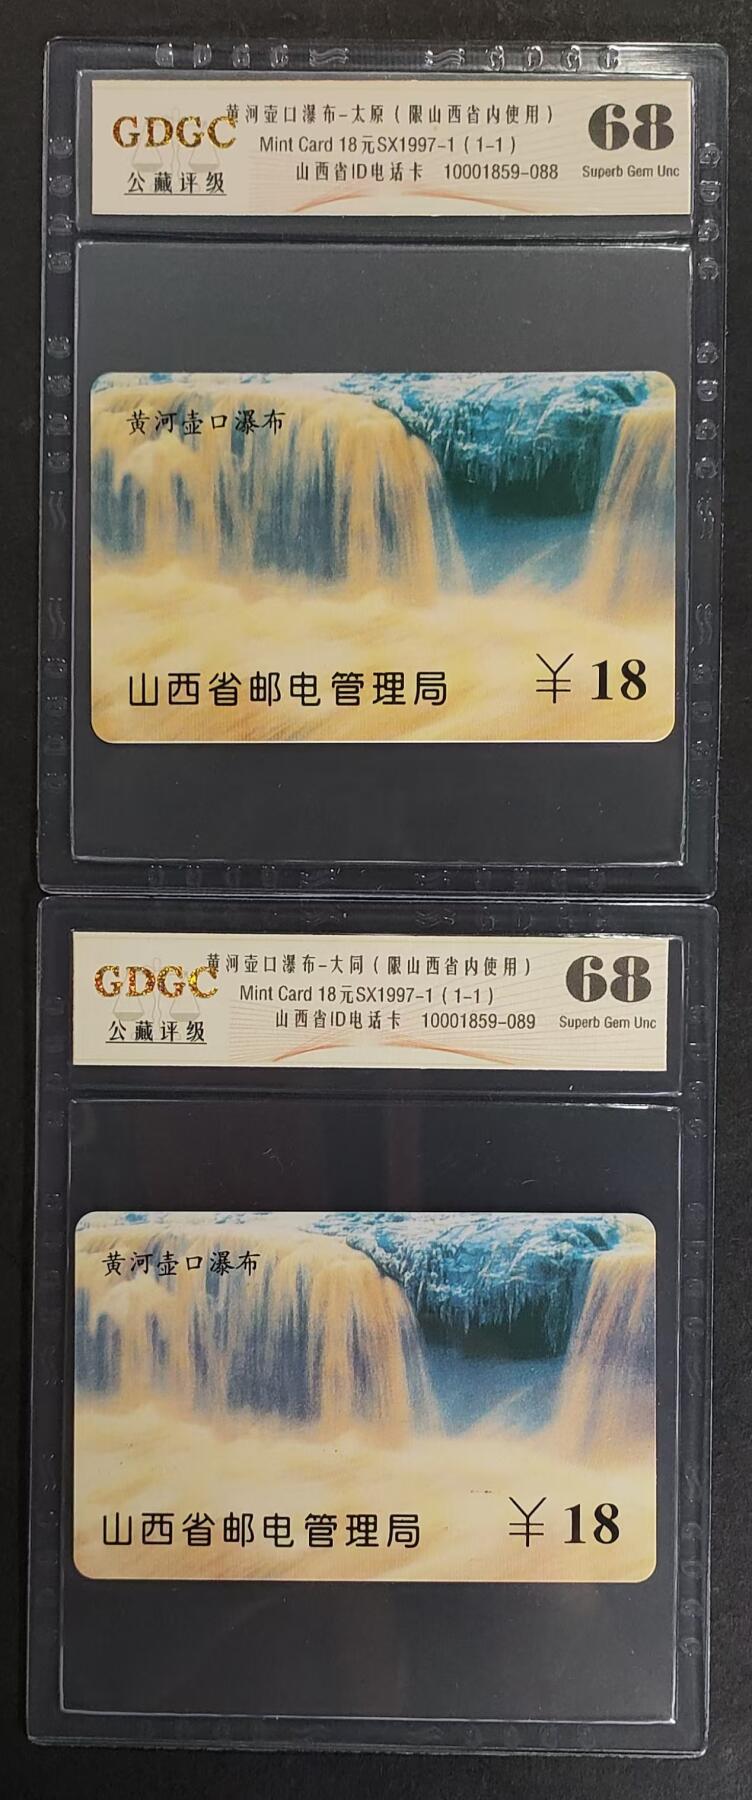 GDGC
公藏评级
黄河壶口瀑布-太原(限山西省内使用)
Mint Card 18元SX1997-1(1-1)
山西省ID电话卡 10001859-088
68
Superb Gem Unc
黄河壶口瀑布
山西省邮电管理局
¥18
GDGC
公藏评级
黄河壶口瀑布-大同(限山西省内使用)
Mint Card 18元SX1997-1(1-1)
山西省ID电话卡 10001859-089
68
Superb Gem Unc
黄河壶口瀑布
山西省邮电管理局
¥18